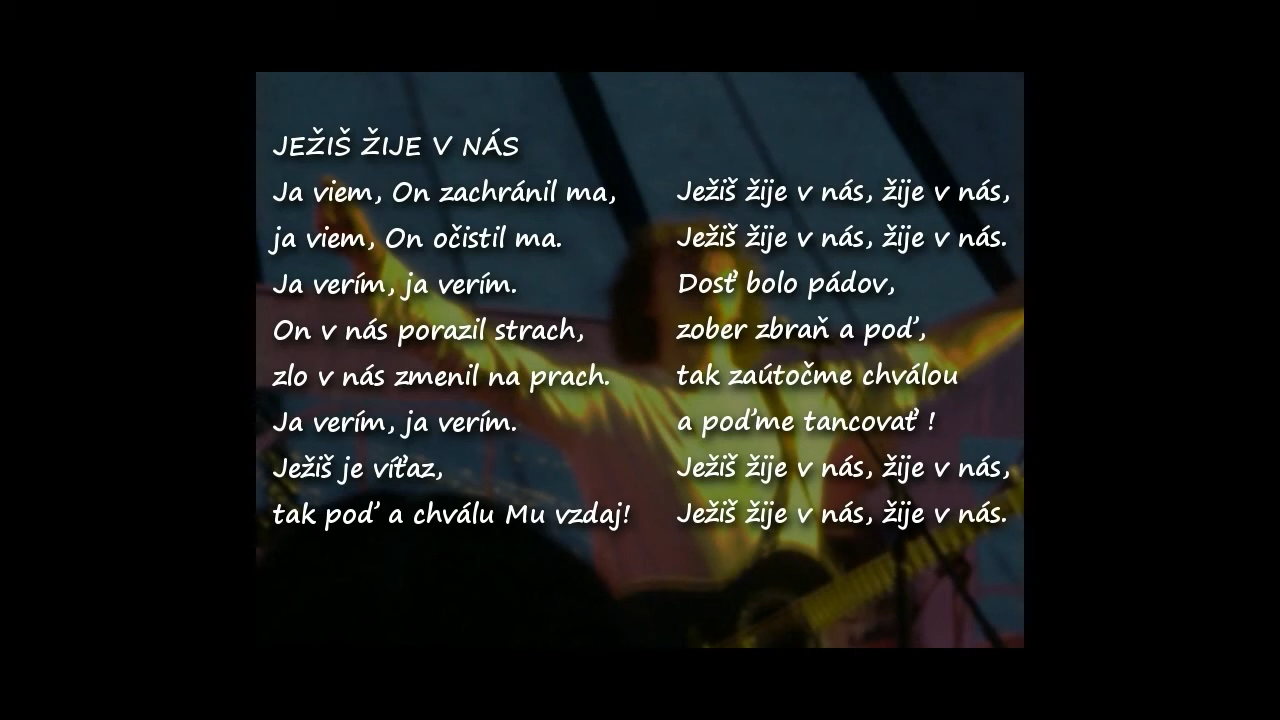 JEŽIŠ ŽIJE V NÁS
Ja viem, On zachránil ma,
ja viem, On očistil ma.
Ja verím, ja verím.
On v nás porazil strach,
zlo v nás zmenil na prach.
Ja verím, ja verím.
Ježiš je víťaz,
tak poď a chválu Mu vzdaj!
Ježiš žije v nás, žije v nás,
Ježiš žije v nás, žije v nás.
Dosť bolo pádov,
zober zbraň a poď,
tak zaútočme chválou
a poďme tancovať !
Ježiš žije v nás, žije v nás,
Ježiš žije v nás, žije v nás.